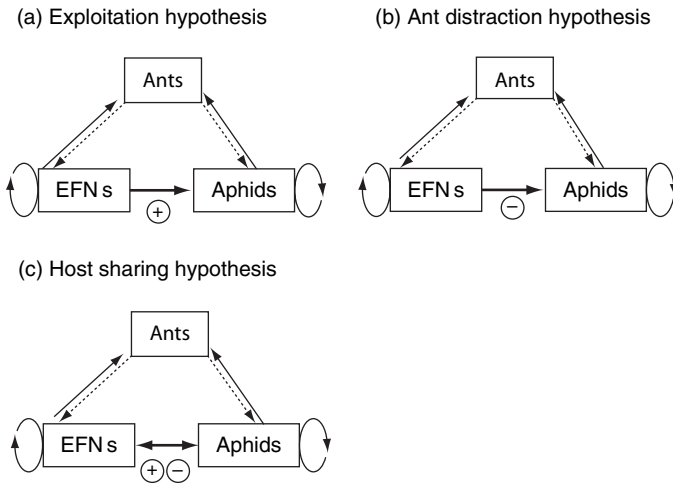 (a) Exploitation hypothesis
Ants
EFN s
Aphids
+
(b) Ant distraction hypothesis
Ants
EFN s
Aphids
−
(c) Host sharing hypothesis
Ants
EFN s
Aphids
+ −